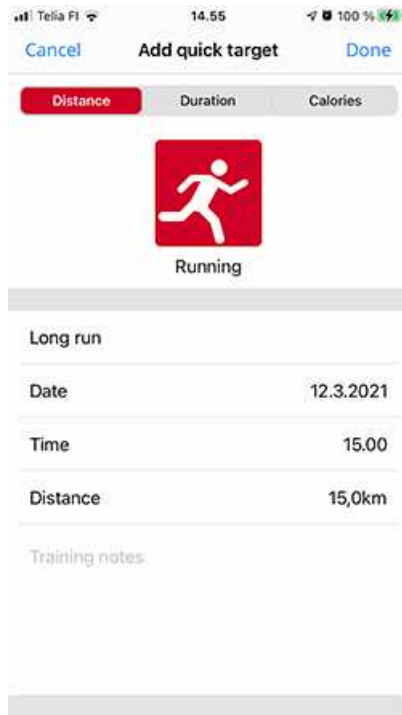 Telia FI 14.55 100 %
Cancel Add quick target Done
Distance Duration Calories
Running
Long run
Date 12.3.2021
Time 15.00
Distance 15,0km
Training notes